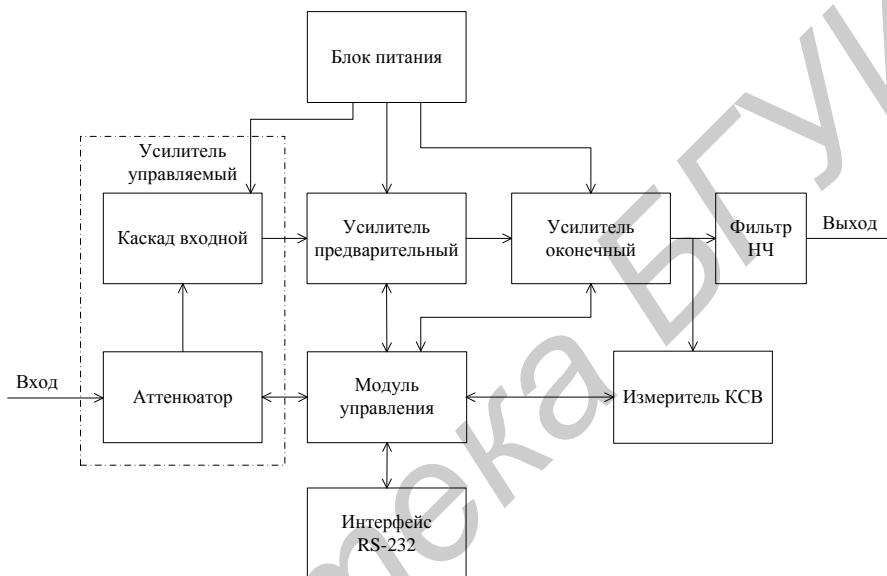 Блок питания
Усилитель
управляемый
Каскад входной
Усилитель
предварительный
Усилитель
оконечный
Фильтр
НЧ
Выход
Вход
Аттенюатор
Модуль
управления
Измеритель КСВ
Интерфейс
RS-232